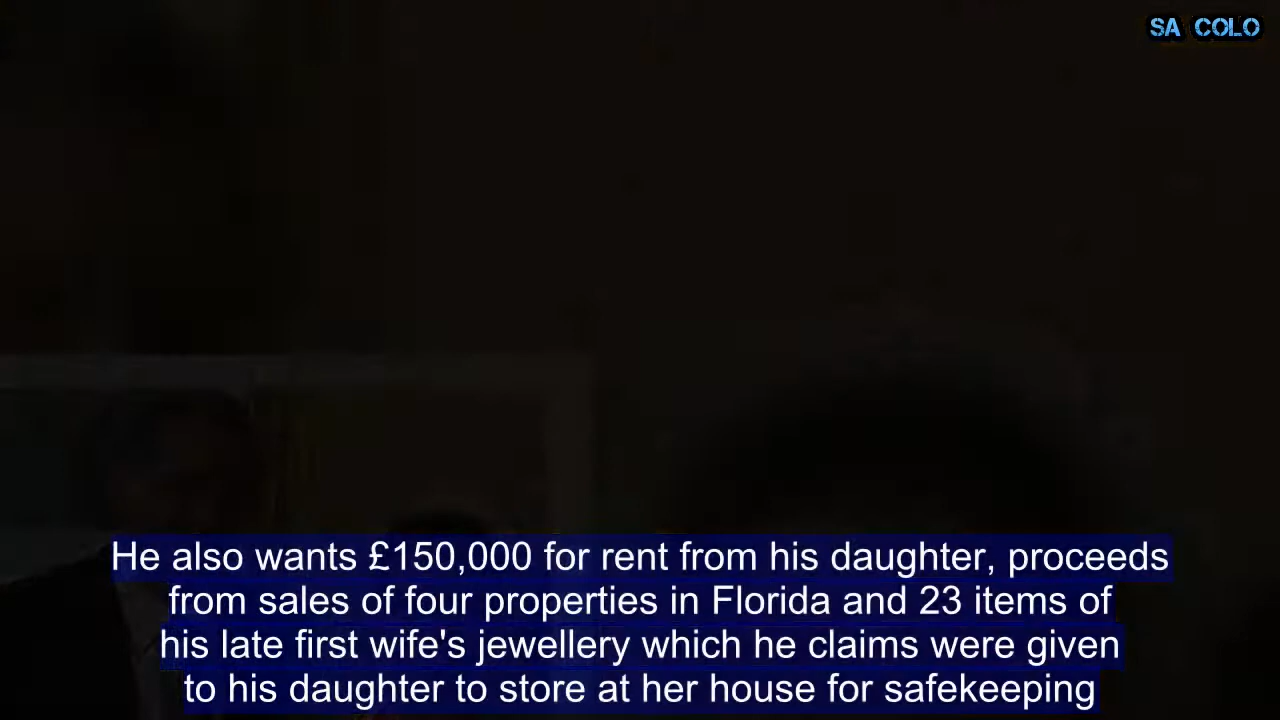 SA COLO
He also wants £150,000 for rent from his daughter, proceeds
from sales of four properties in Florida and 23 items of
his late first wife's jewellery which he claims were given
to his daughter to store at her house for safekeeping